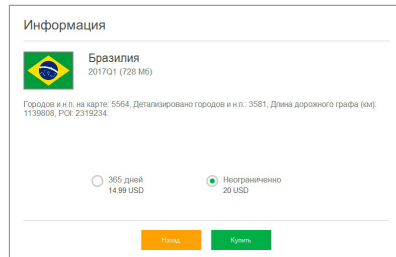 Информация
Бразилия
2017Q1 (728 Мб)
Городов и н.п. на карте: 5564, Детализировано городов и н.п.: 3581, Длина дорожного графа (км):
1139808, POI: 2319234.
365 дней
Неограниченно
14.99 USD
20 USD
Назад
Купить